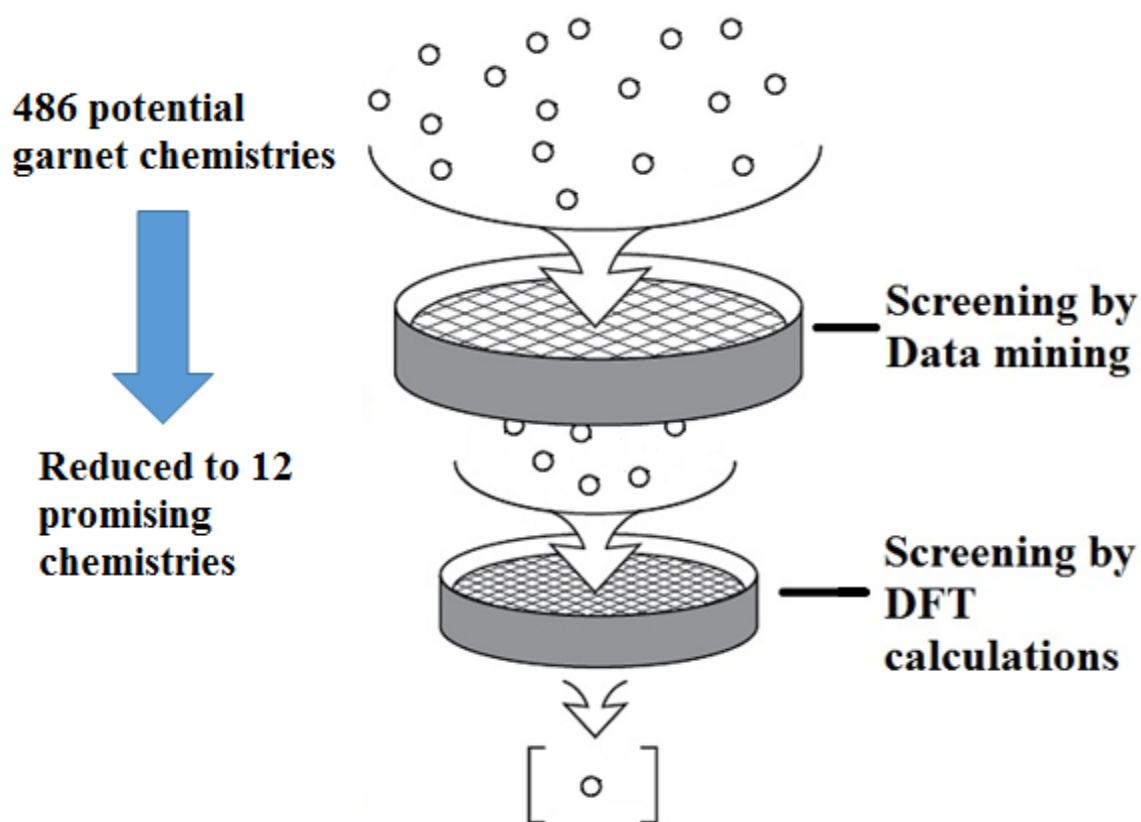 486 potential
garnet chemistries
Screening by
Data mining
Reduced to 12
promising
chemistries
Screening by
DFT
calculations